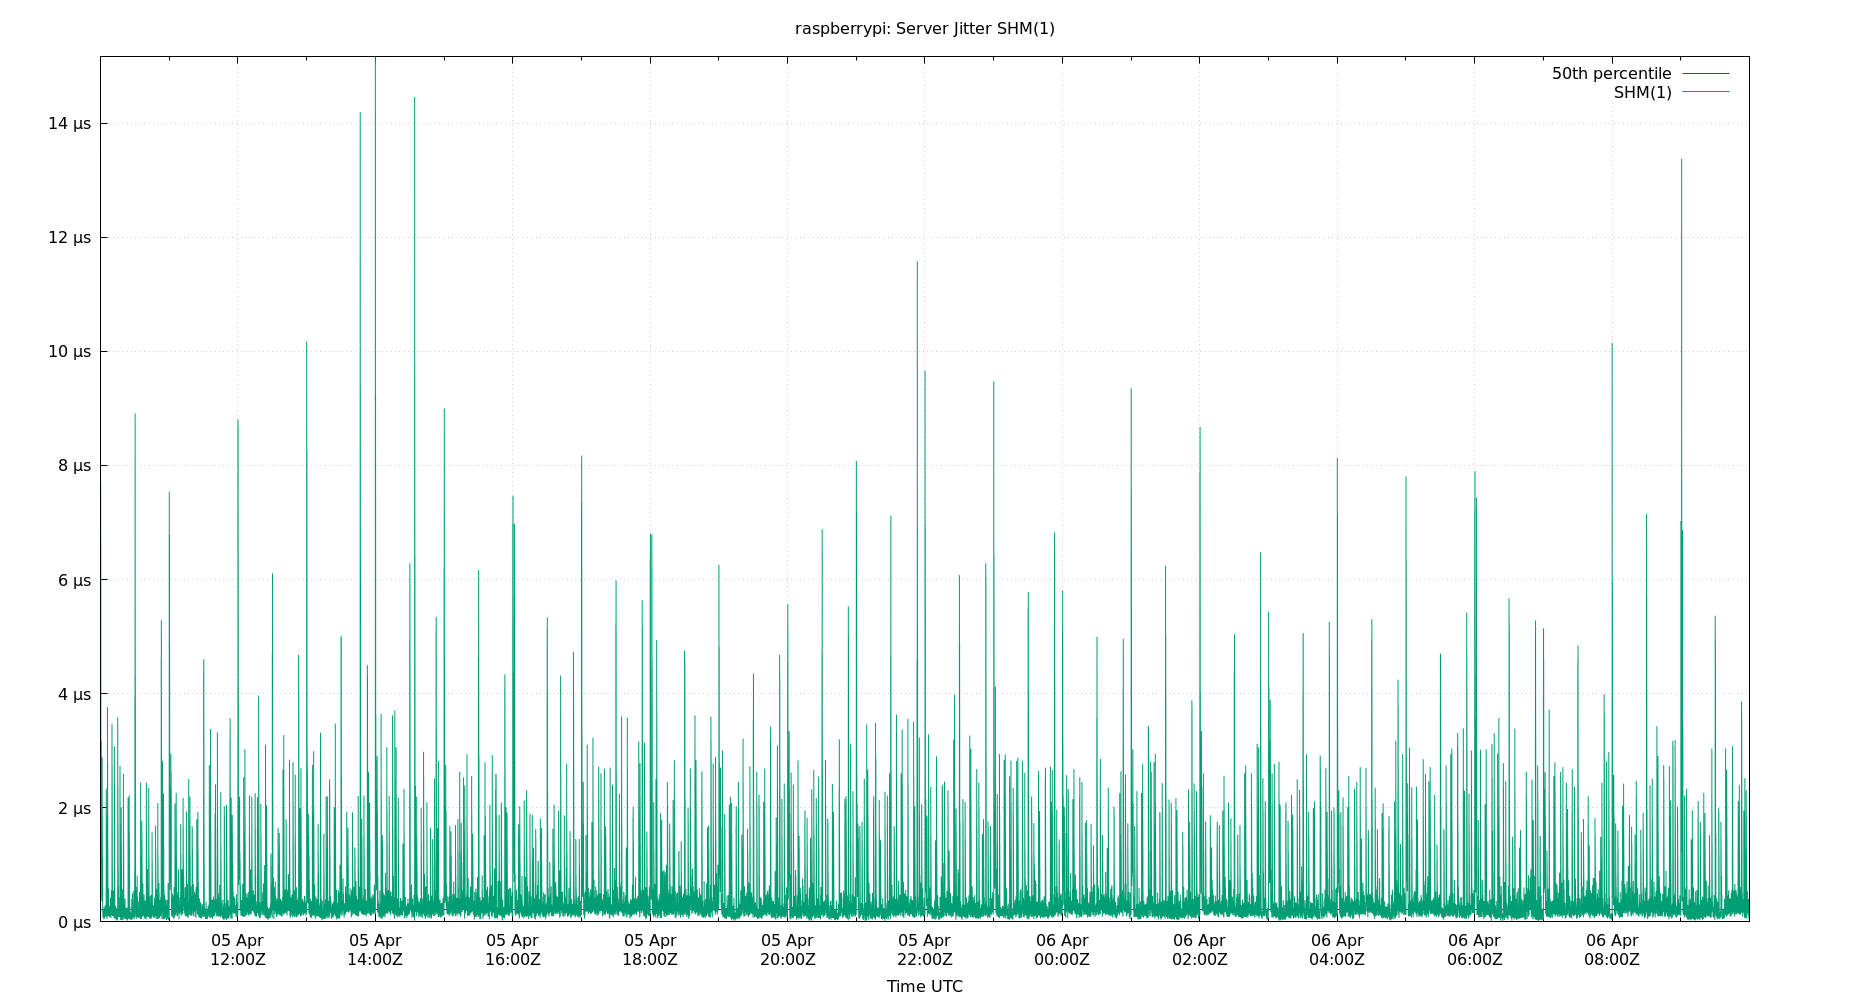 raspberrypi: Server Jitter SHM(1)
50th percentile
SHM(1)
14 µs
12 µs
10 µs
8 µs
6 µs
4 µs
2 µs
0 µs
05 Apr 05 Apr 05 Apr 05 Apr 05 Apr 05 Apr 06 Apr 06 Apr 06 Apr 06 Apr 06 Apr
12:00Z 14:00Z 16:00Z 18:00Z 20:00Z 22:00Z 00:00Z 02:00Z 04:00Z 06:00Z 08:00Z
Time UTC